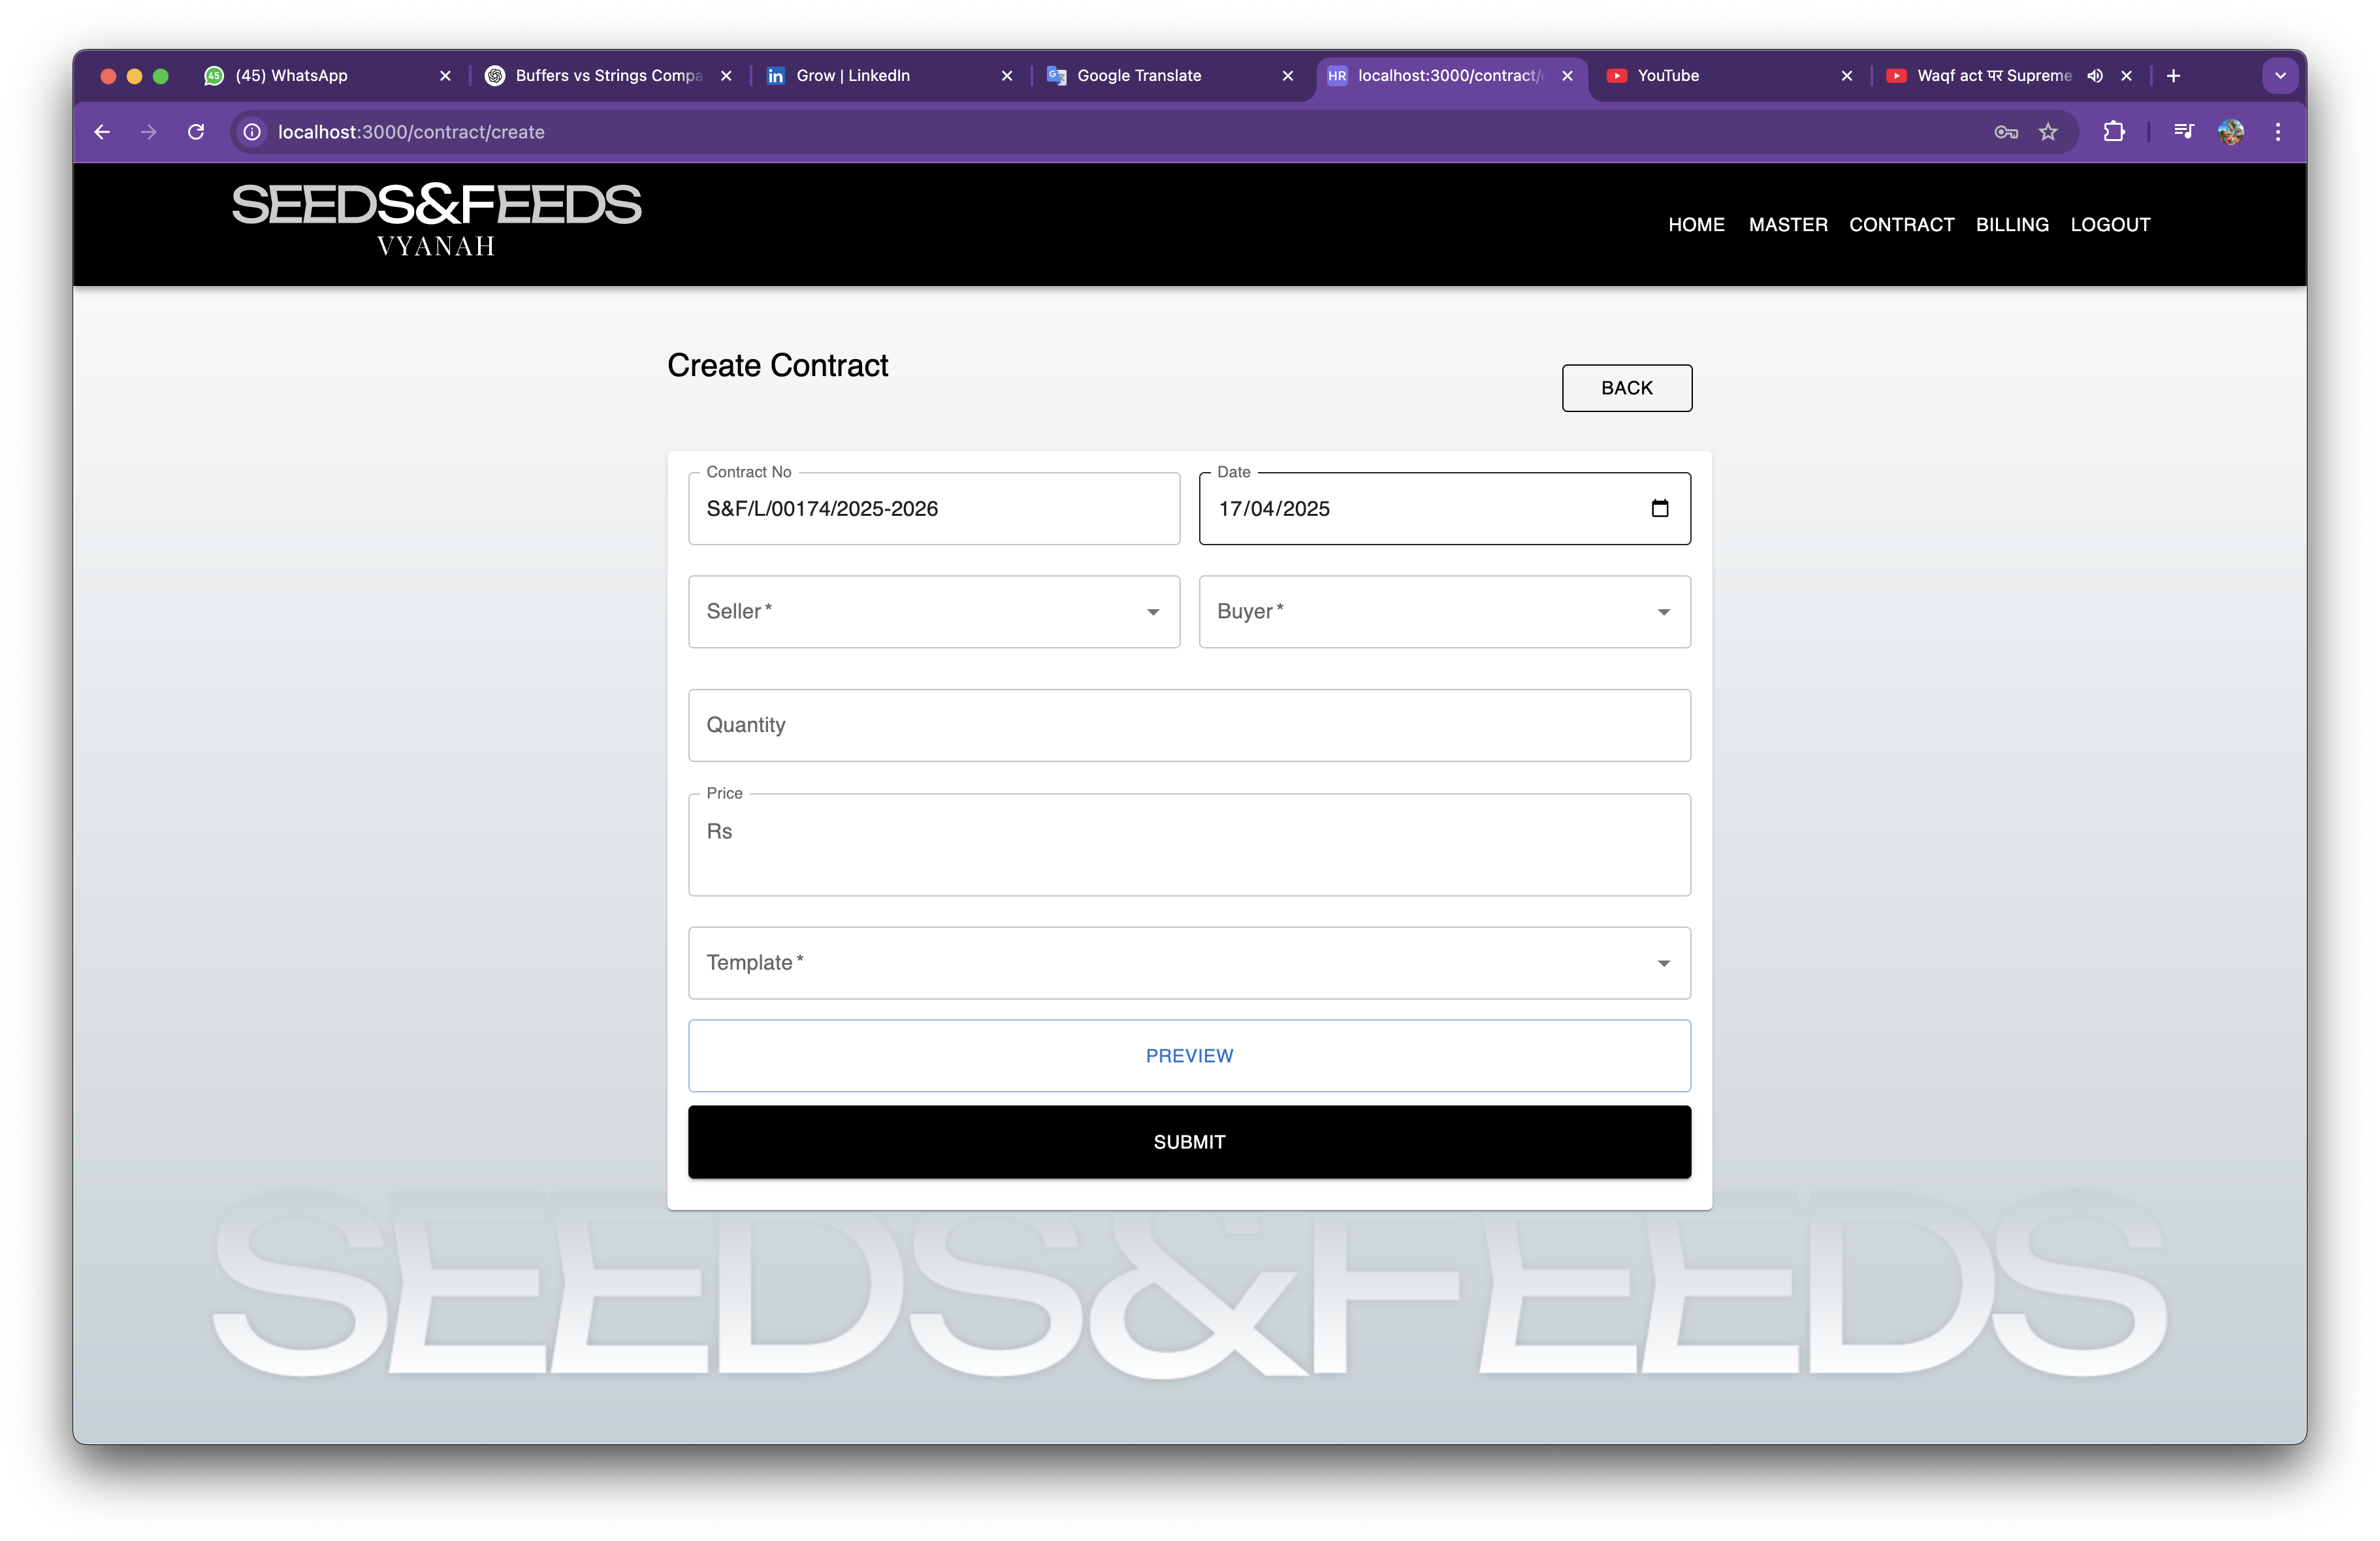 45 (45) WhatsApp
Buffers vs Strings Compa
in Grow | LinkedIn
Google Translate
HR localhost:3000/contract/c
YouTube
Waqf act पर Supreme
localhost:3000/contract/create
SEEDS&FEEDS
VYANAH
HOME MASTER CONTRACT BILLING LOGOUT
Create Contract
BACK
Contract No
S&F/L/00174/2025-2026
Date
17/04/2025
Seller *
Buyer *
Quantity
Price
Rs
Template *
PREVIEW
SUBMIT
SEEDS&FEEDS